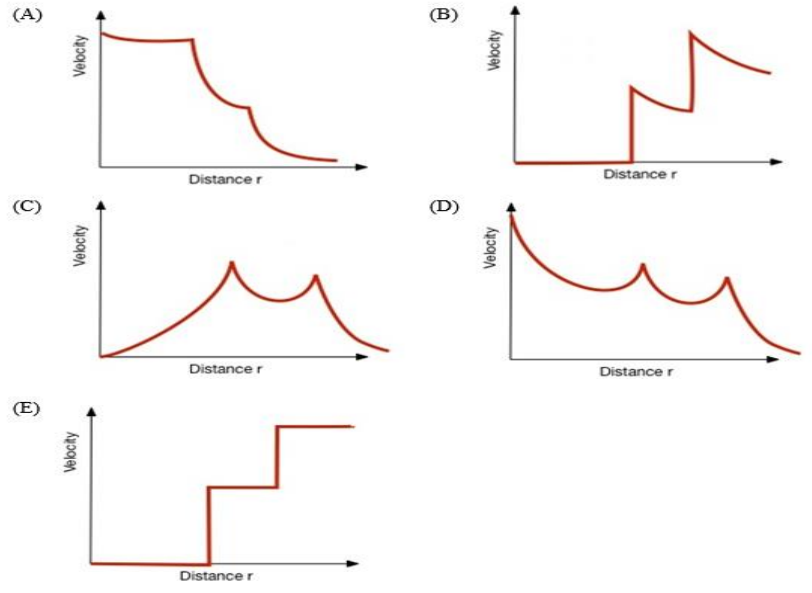 (A)
Velocity
Distance r
(B)
Velocity
Distance r
(C)
Velocity
Distance r
(D)
Velocity
Distance r
(E)
Velocity
Distance r